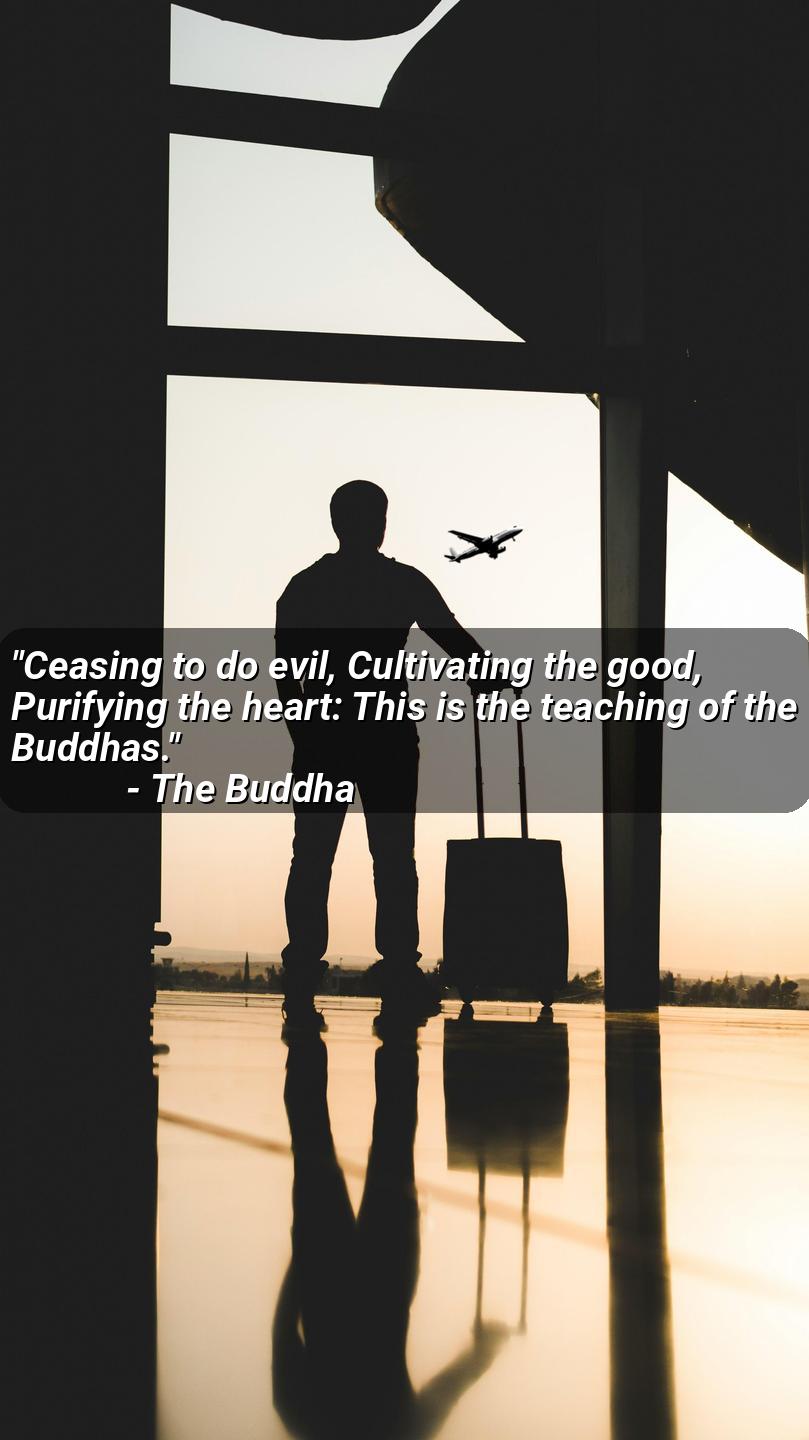 "Ceasing to do evil, Cultivating the good,
Purifying the heart: This is the teaching of the
Buddhas."
- The Buddha